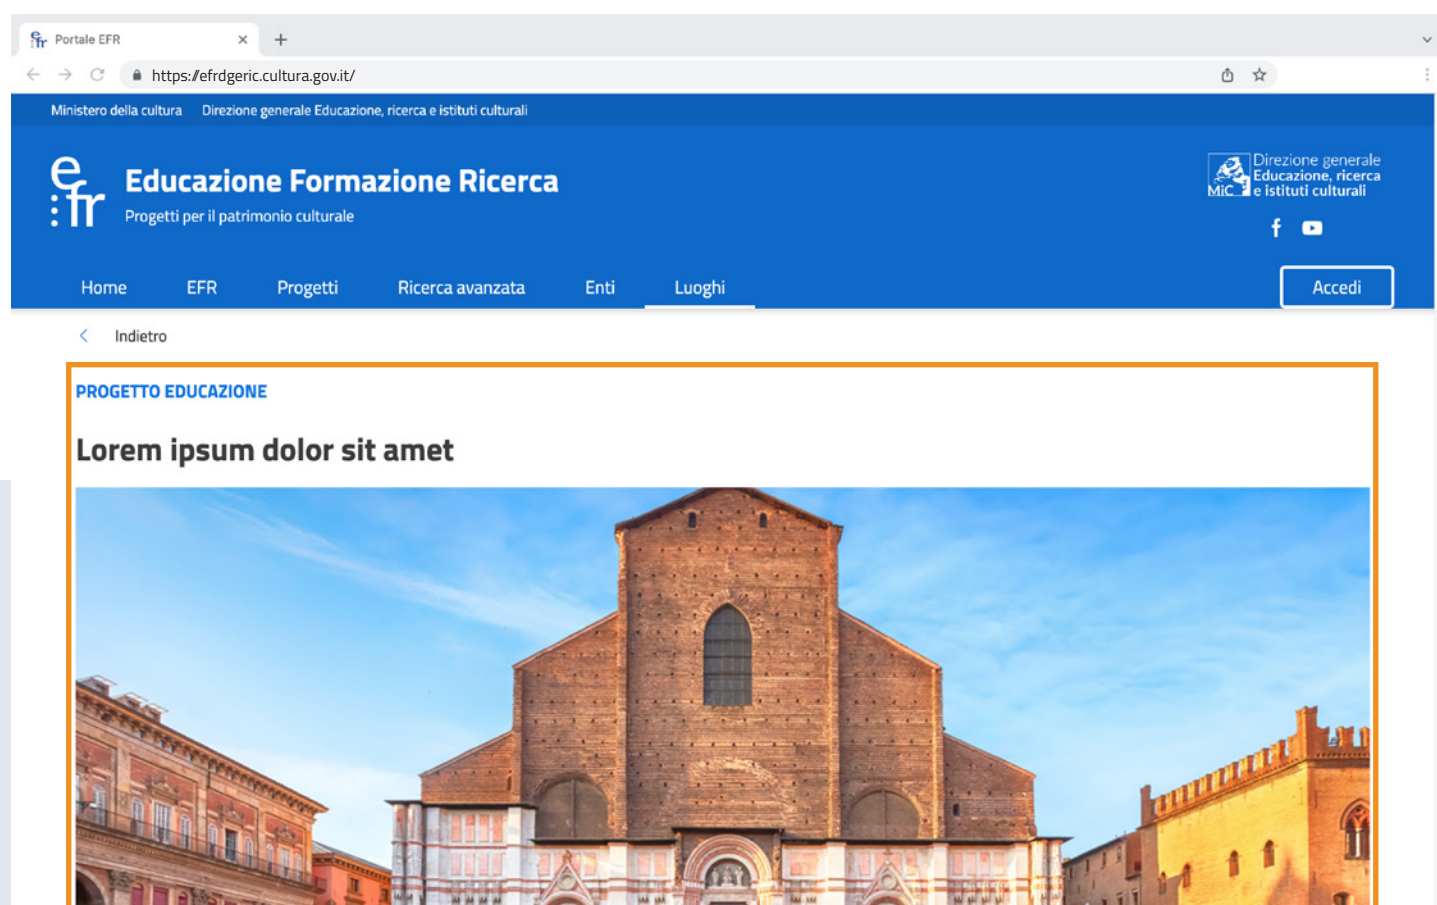 Portale EFR
https://efrdgeric.cultura.gov.it/
Ministero della cultura Direzione generale Educazione, ricerca e istituti culturali
efr
Educazione Formazione Ricerca
Progetti per il patrimonio culturale
MiC
Direzione generale
Educazione, ricerca
e istituti culturali
Home EFR Progetti Ricerca avanzata Enti Luoghi Accedi
Indietro
PROGETTO EDUCAZIONE
Lorem ipsum dolor sit amet